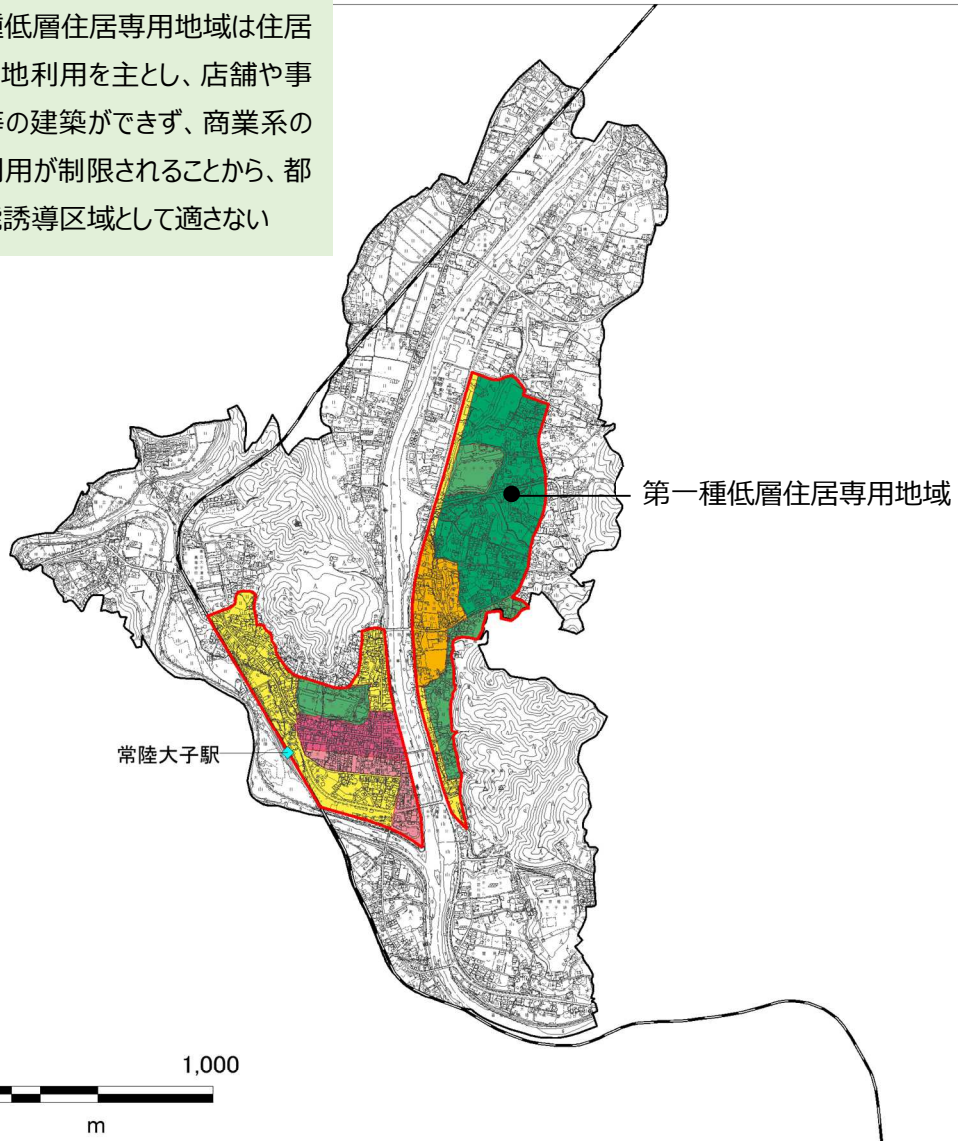 種低層住居専用地域は住居
地利用を主とし、店舗や事
等の建築ができず、商業系の
利用が制限されることから、都
誘導区域として適さない
第一種低層住居専用地域
常陸大子駅
1,000
m